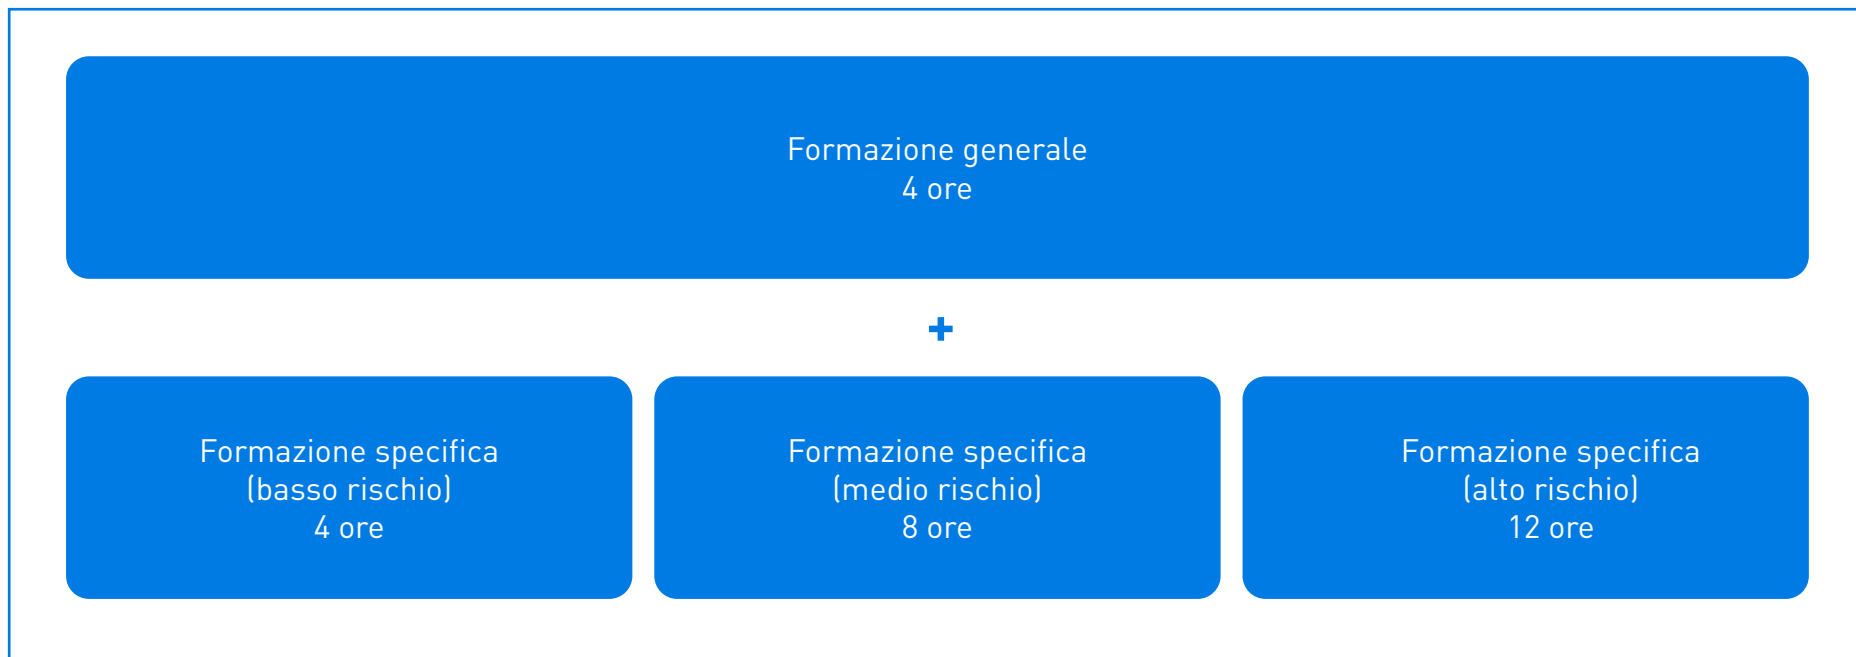 Formazione generale
4 ore
+
Formazione specifica
(basso rischio)
4 ore
Formazione specifica
(medio rischio)
8 ore
Formazione specifica
(alto rischio)
12 ore